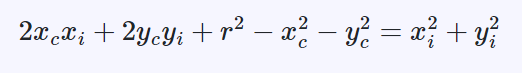 2x_c x_i + 2y_c y_i + r^2 − x_c^2 − y_c^2 = x_i^2 + y_i^2